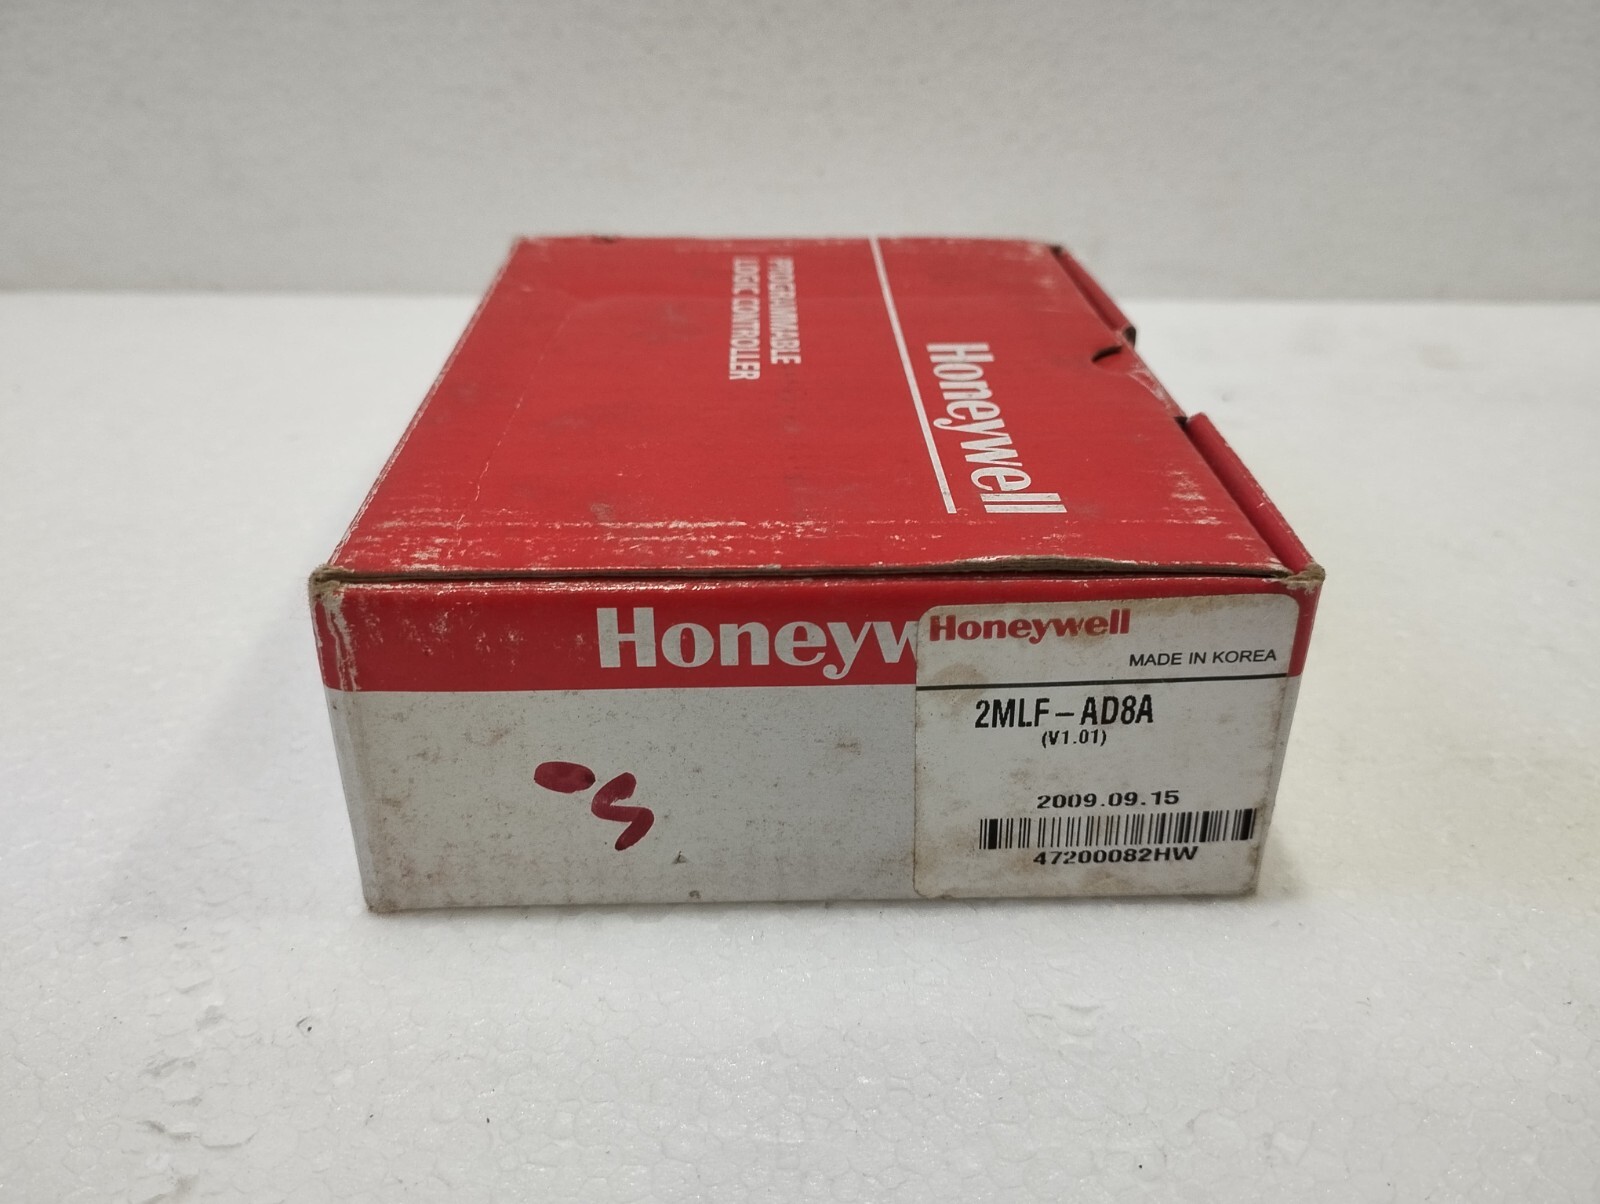 PROGRAMMABLE
LOGIC CONTROLLER
Honeywell
Honeyw
Honeywell
MADE IN KOREA
2MLF-AD8A
(V1.01)
2009.09.15
47200082HW